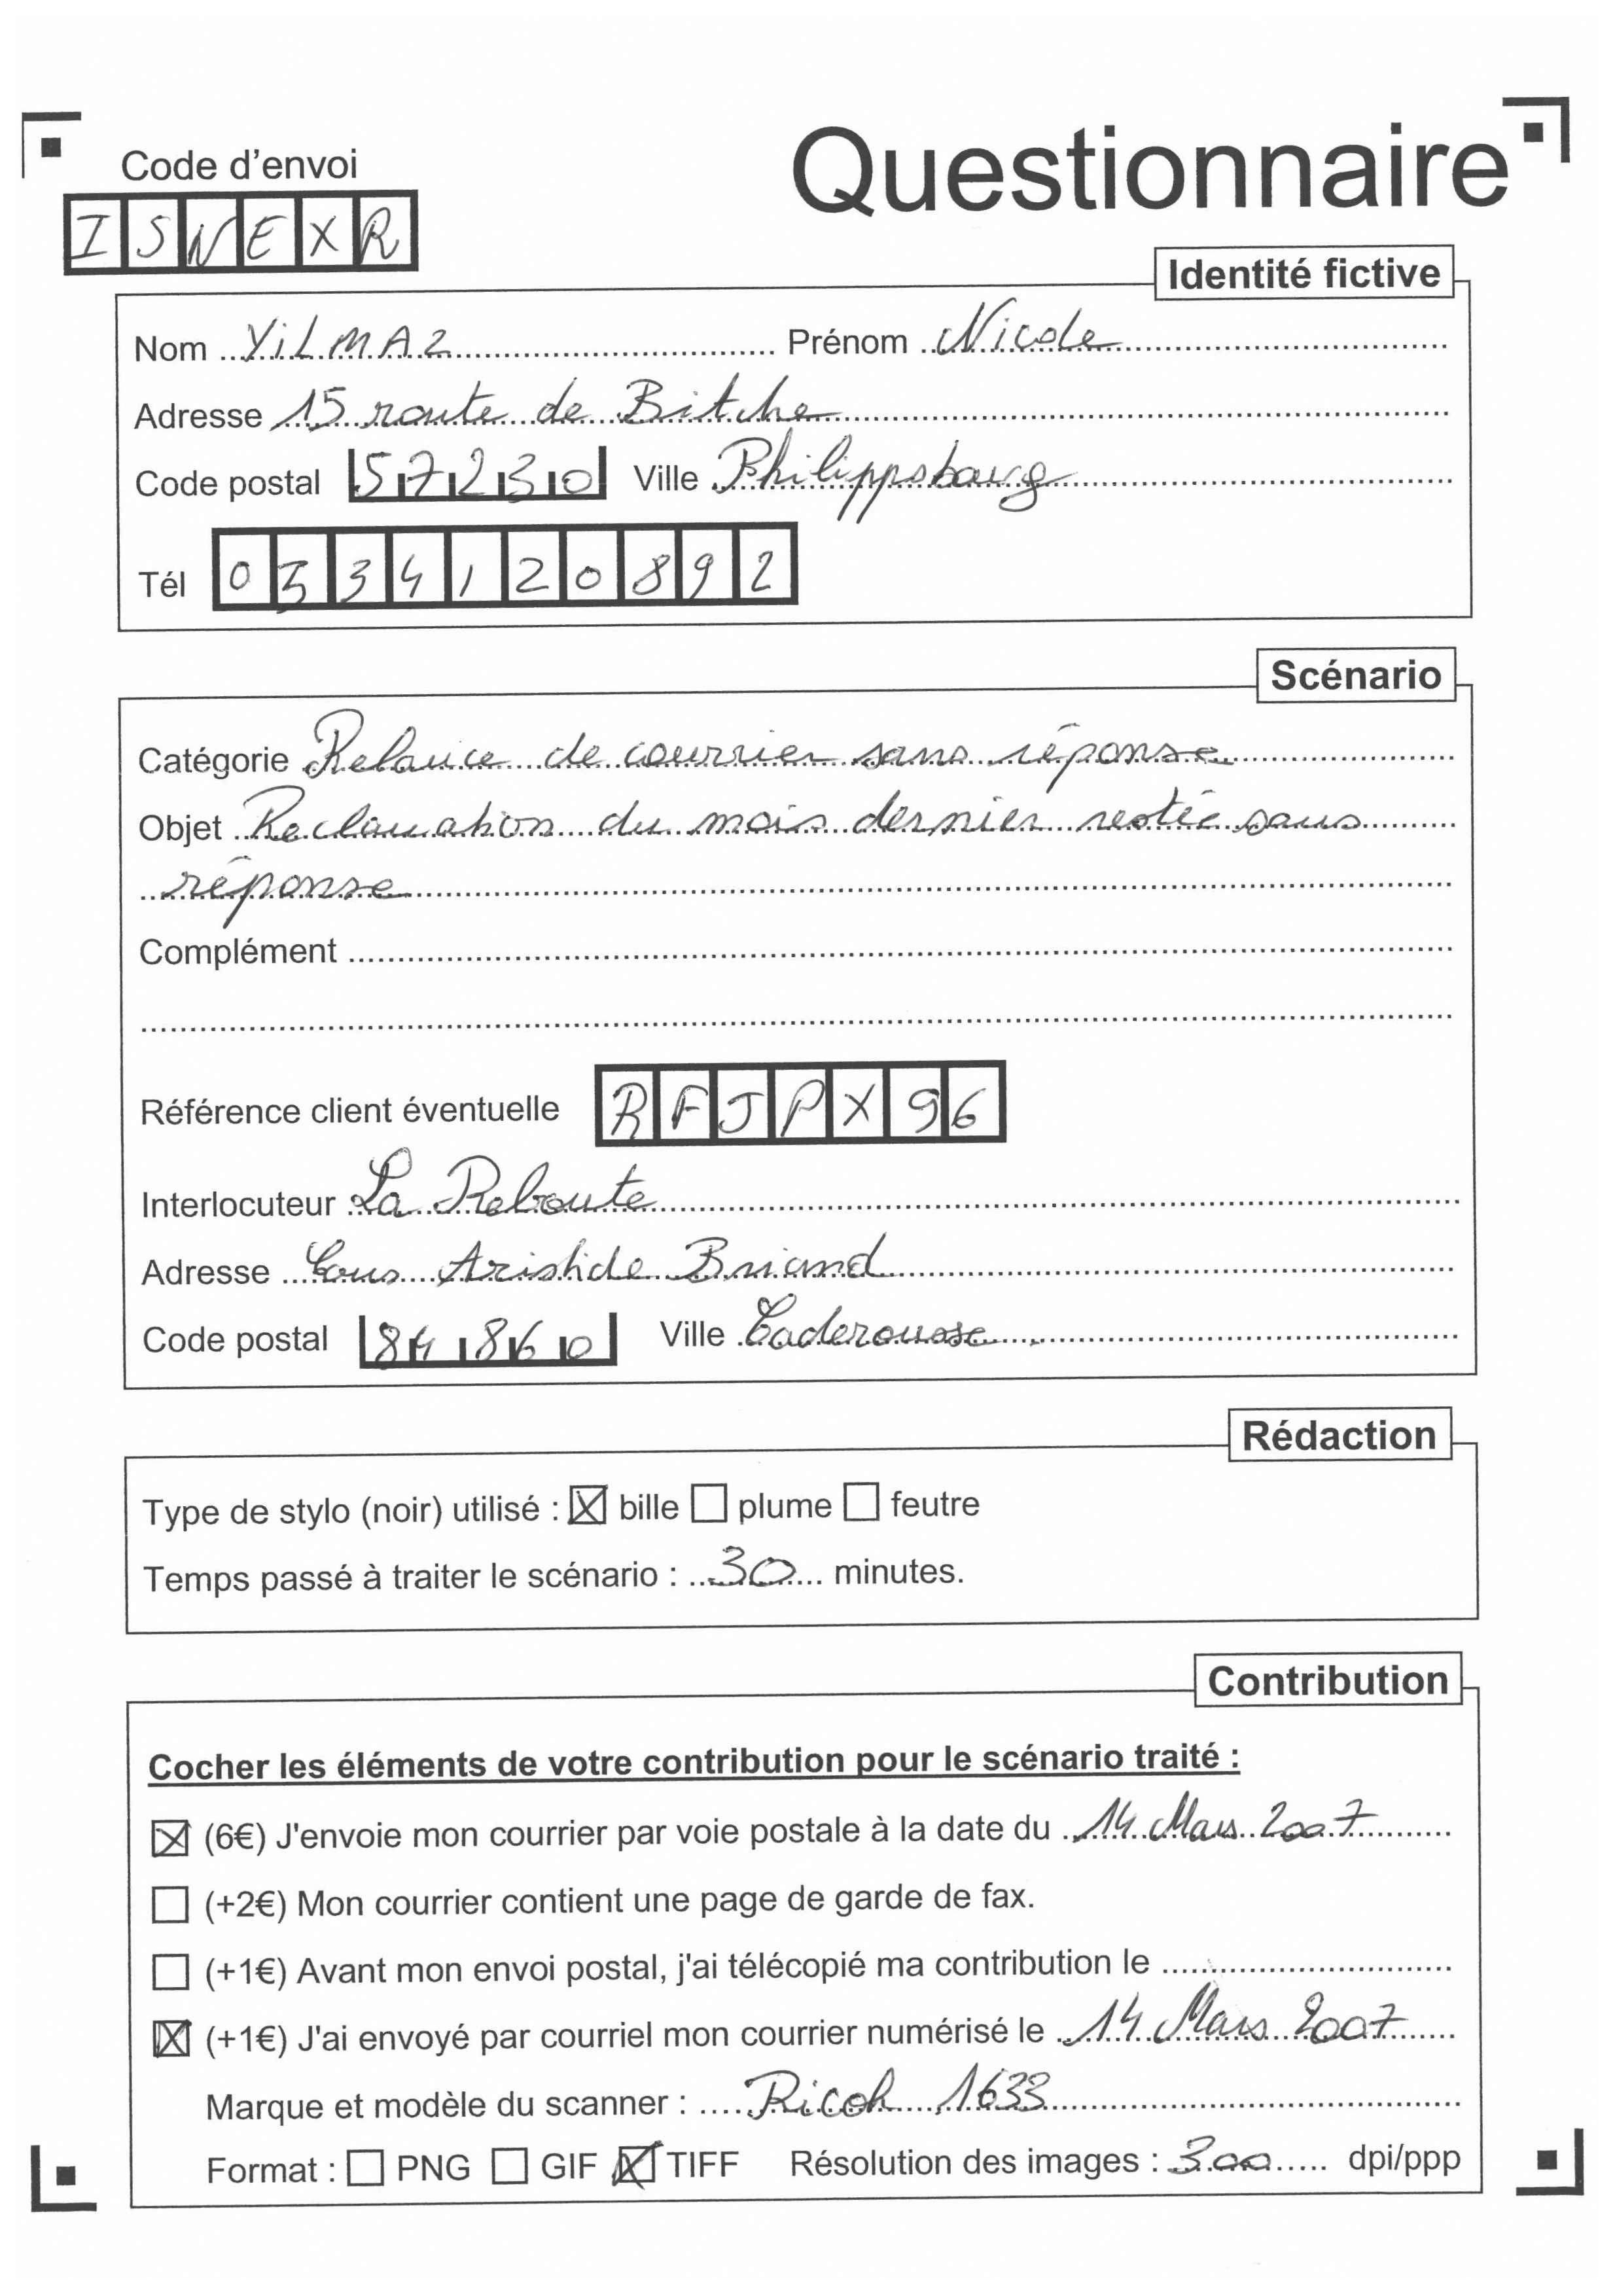 Questionnaire
Code d'envoi
ISNEXR
Identité fictive
Nom YiLMAZ Prénom Nicole
Adresse 15 route de Bitche
Code postal 57230 Ville Philippsbourg
Tél 0334120892
Scénario
Catégorie Relance de courrier sans réponse
Objet Réclamation du mois dernier restée sans
réponse
Complément
Référence client éventuelle RFJPX96
Interlocuteur La Reboute
Adresse Cours Aristide Briand
Code postal 84860 Ville Caderousse
Rédaction
Type de stylo (noir) utilisé : ☒ bille ☐ plume ☐ feutre
Temps passé à traiter le scénario : 30 minutes.
Contribution
Cocher les éléments de votre contribution pour le scénario traité :
☒ (6€) J'envoie mon courrier par voie postale à la date du 14 Mars 2007
☐ (+2€) Mon courrier contient une page de garde de fax.
☐ (+1€) Avant mon envoi postal, j'ai télécopié ma contribution le
☒ (+1€) J'ai envoyé par courriel mon courrier numérisé le 14 Mars 2007
Marque et modèle du scanner : Ricoh 1633
Format : ☐ PNG ☐ GIF ☒ TIFF Résolution des images : 300 dpi/ppp